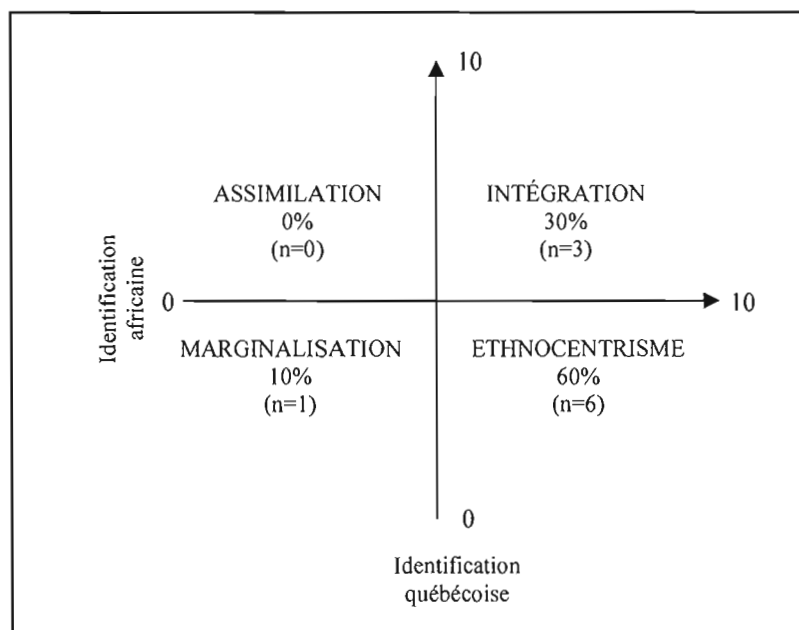 10
ASSIMILATION
0%
(n=0)
INTÉGRATION
30%
(n=3)
Identification
africaine
0
10
MARGINALISATION
10%
(n=1)
ETHNOCENTRISME
60%
(n=6)
0
Identification
québécoise